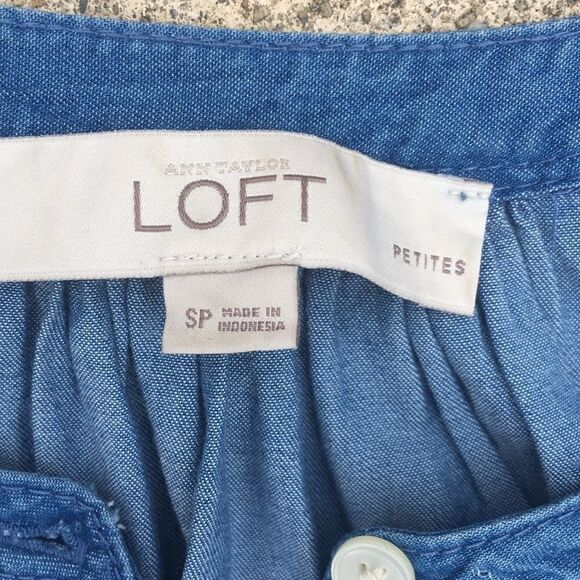 ANN TAYLOR
LOFT
PETITES
SP MADE IN
INDONESIA